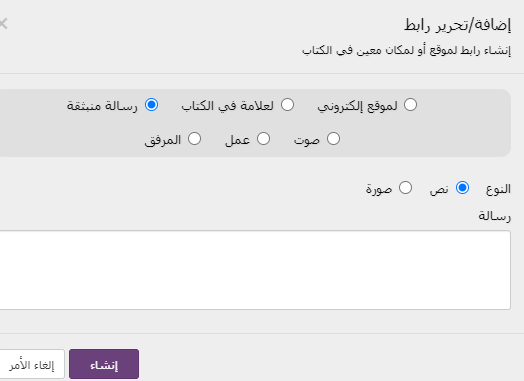 إضافة/تحرير رابط
إنشاء رابط لموقع أو لمكان معين في الكتاب
لموقع إلكتروني لعلامة في الكتاب رسالة منبثقة
صوت عمل المرفق
النوع نص صورة
رسالة
إنشاء إلغاء الأمر